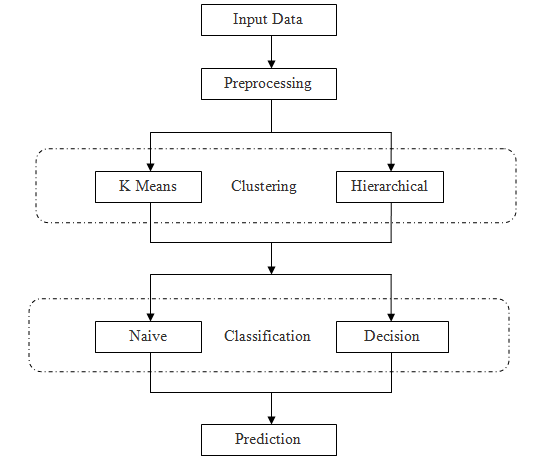 Input Data
Preprocessing
K Means
Clustering
Hierarchical
Naive
Classification
Decision
Prediction